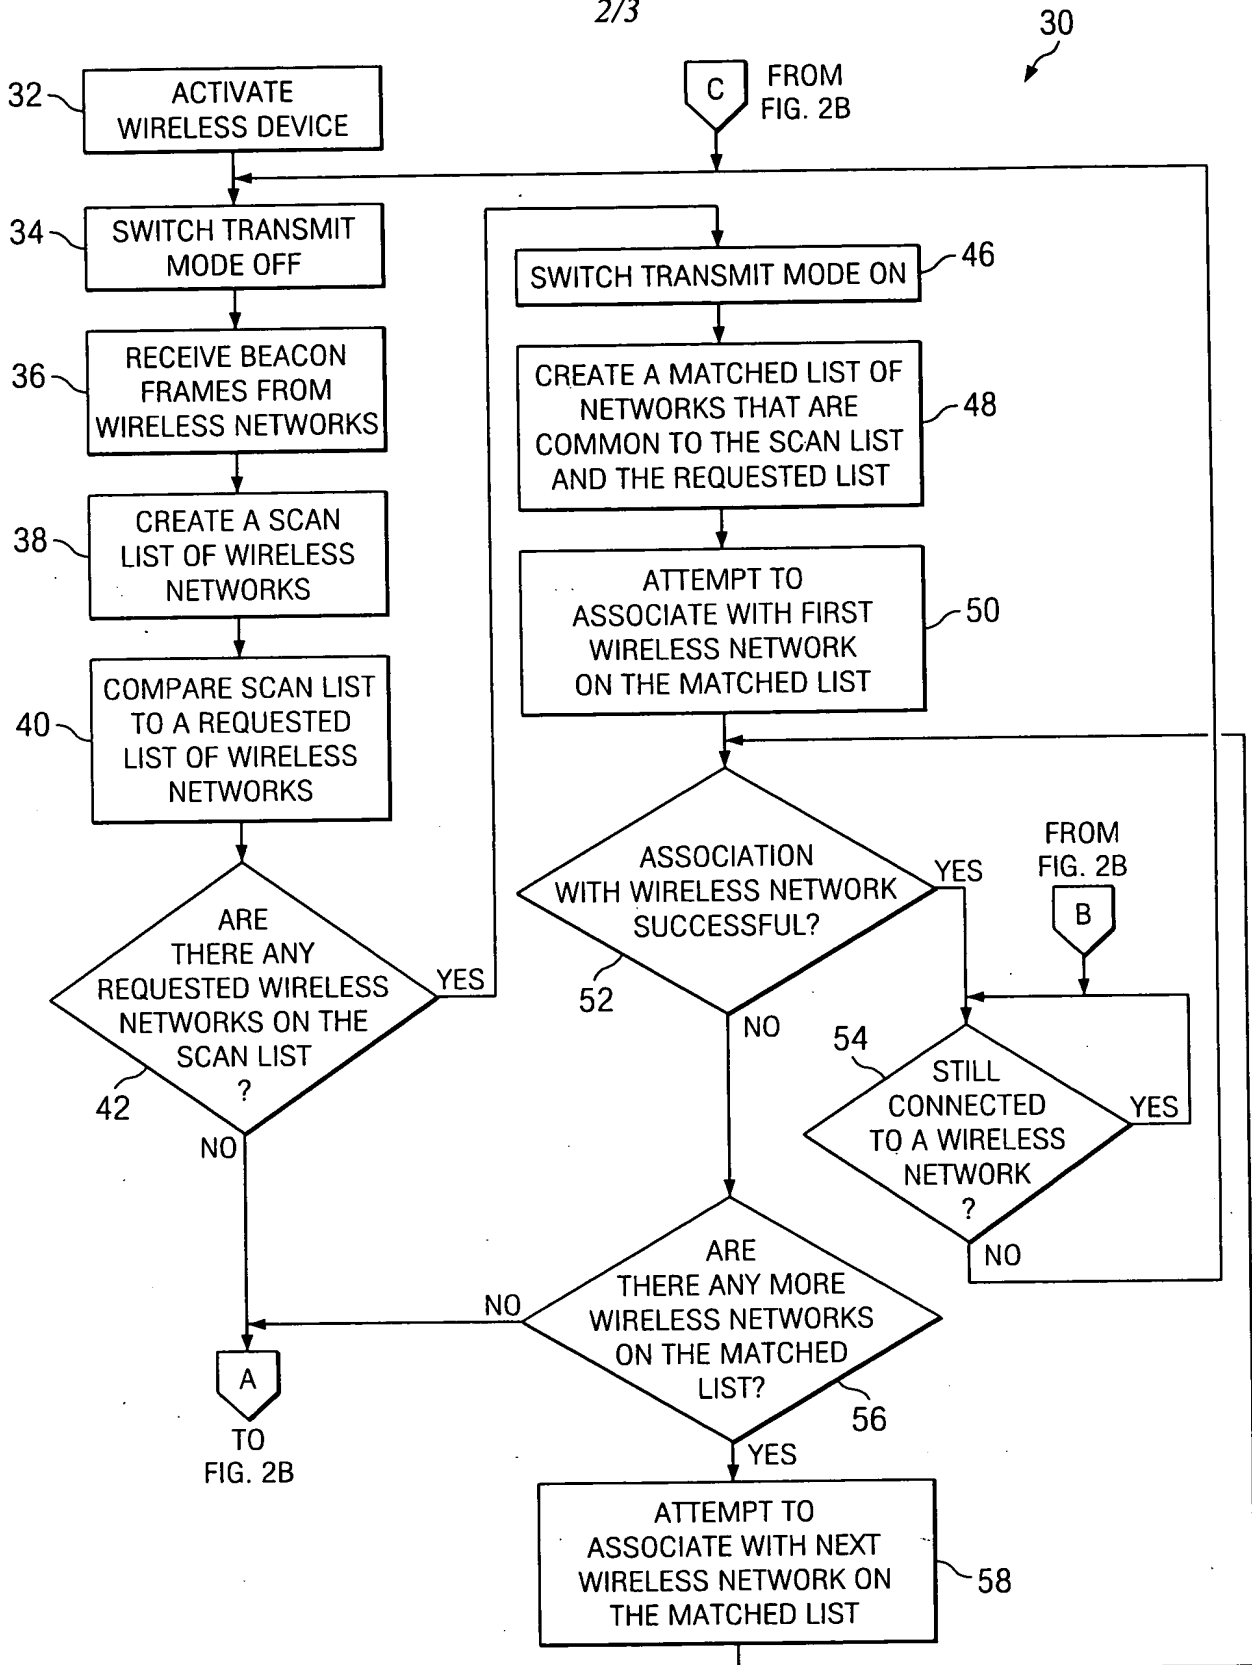 2/3
30
32
ACTIVATE
WIRELESS DEVICE
C
FROM
FIG. 2B
34
SWITCH TRANSMIT
MODE OFF
36
RECEIVE BEACON
FRAMES FROM
WIRELESS NETWORKS
38
CREATE A SCAN
LIST OF WIRELESS
NETWORKS
40
COMPARE SCAN LIST
TO A REQUESTED
LIST OF WIRELESS
NETWORKS
ARE
THERE ANY
REQUESTED WIRELESS
NETWORKS ON THE
SCAN LIST
?
42
YES
NO
A
TO
FIG. 2B
SWITCH TRANSMIT MODE ON
46
CREATE A MATCHED LIST OF
NETWORKS THAT ARE
COMMON TO THE SCAN LIST
AND THE REQUESTED LIST
48
ATTEMPT TO
ASSOCIATE WITH FIRST
WIRELESS NETWORK
ON THE MATCHED LIST
50
ASSOCIATION
WITH WIRELESS NETWORK
SUCCESSFUL?
52
YES
NO
FROM
FIG. 2B
B
54
STILL
CONNECTED
TO A WIRELESS
NETWORK
?
YES
NO
ARE
THERE ANY MORE
WIRELESS NETWORKS
ON THE MATCHED
LIST?
NO
56
YES
ATTEMPT TO
ASSOCIATE WITH NEXT
WIRELESS NETWORK ON
THE MATCHED LIST
58